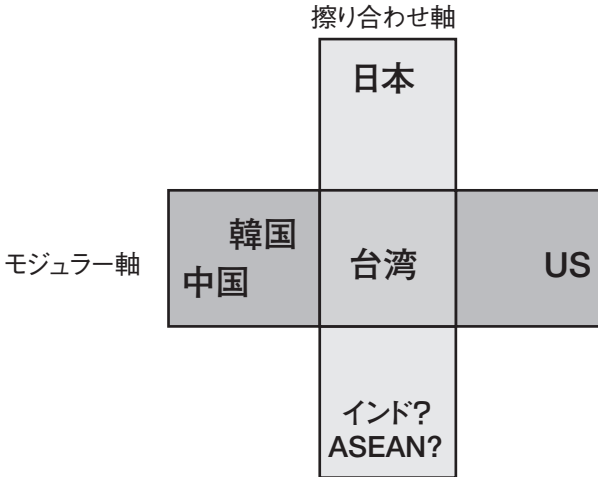 擦り合わせ軸
日本
モジュラー軸
韓国
中国
台湾
US
インド?
ASEAN?